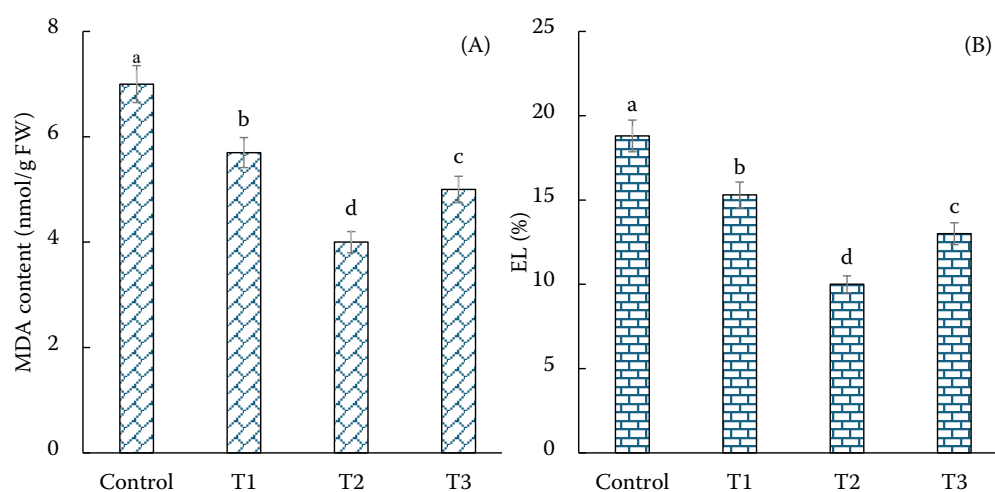 (A)
MDA content (nmol/g FW)
8
6
4
2
0
a
b
d
c
Control T1 T2 T3
(B)
EL (%)
25
20
15
10
5
0
a
b
d
c
Control T1 T2 T3